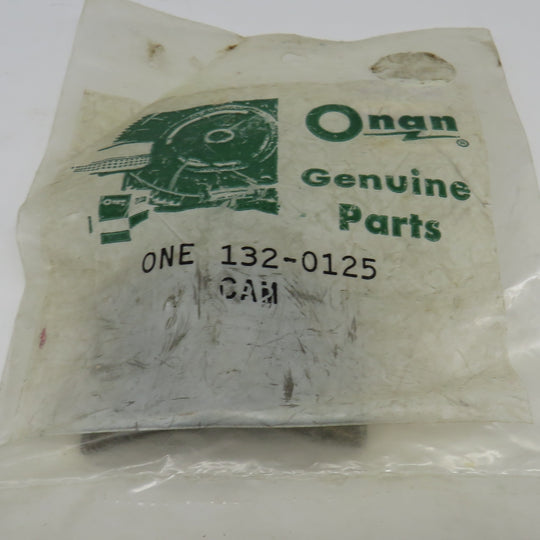 Onan®
Genuine
Parts
ONE 132-0125
CAM